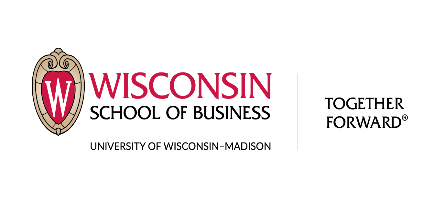 W
WISCONSIN
SCHOOL OF BUSINESS
UNIVERSITY OF WISCONSIN–MADISON
TOGETHER
FORWARD®